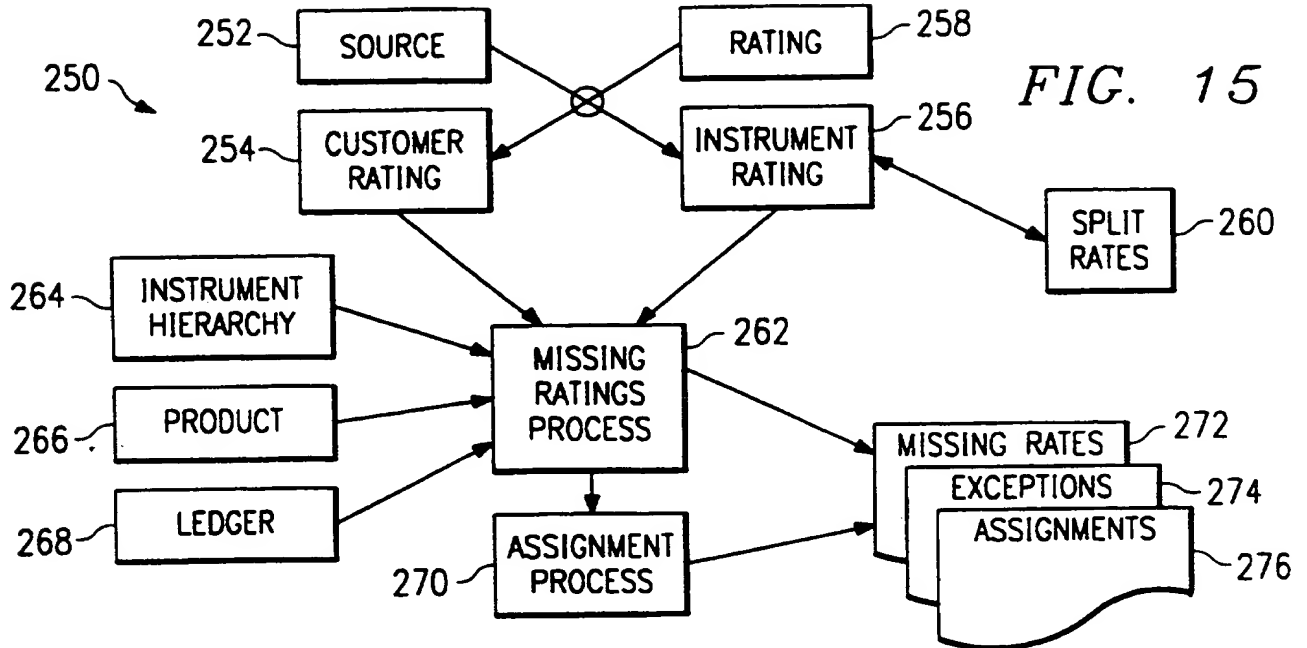 252
SOURCE
RATING
258
FIG. 15
250
254
CUSTOMER
RATING
INSTRUMENT
RATING
256
SPLIT
RATES
260
264
INSTRUMENT
HIERARCHY
MISSING
RATINGS
PROCESS
262
266
PRODUCT
268
LEDGER
270
ASSIGNMENT
PROCESS
MISSING RATES
272
EXCEPTIONS
274
ASSIGNMENTS
276